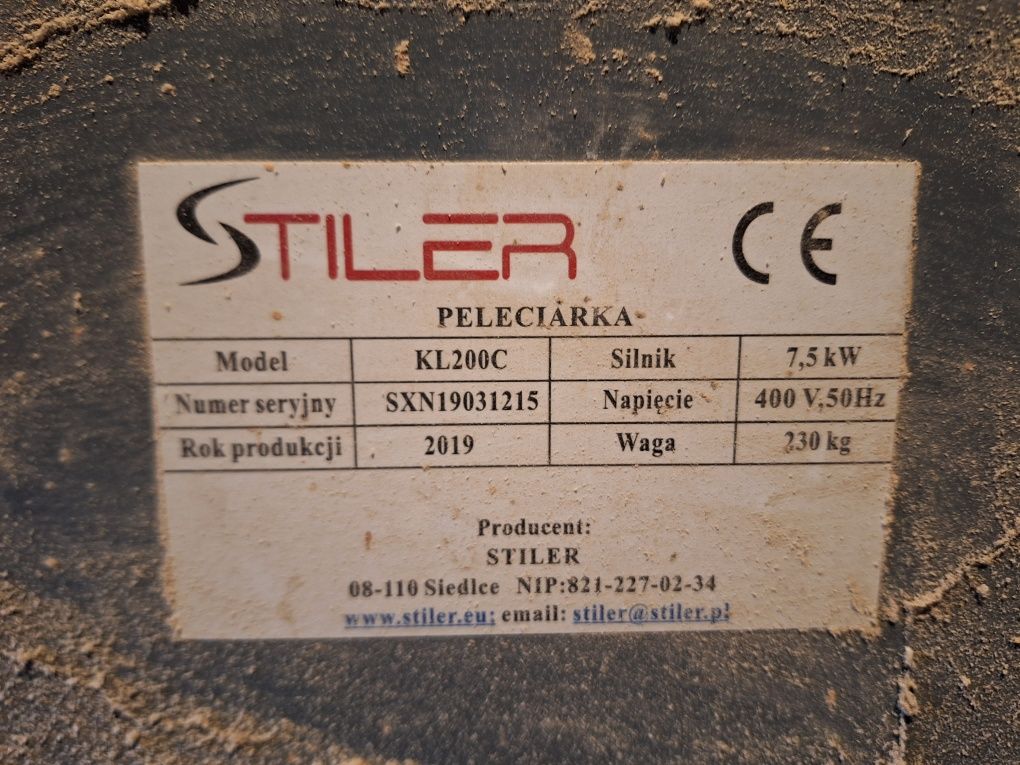 STILER CE
PELECIARKA
Model KL200C Silnik 7,5 kW
Numer seryjny SXN19031215 Napięcie 400 V,50Hz
Rok produkcji 2019 Waga 230 kg
Producent:
STILER
08-110 Siedlce NIP:821-227-02-34
www.stiler.eu; email: stiler@stiler.pl